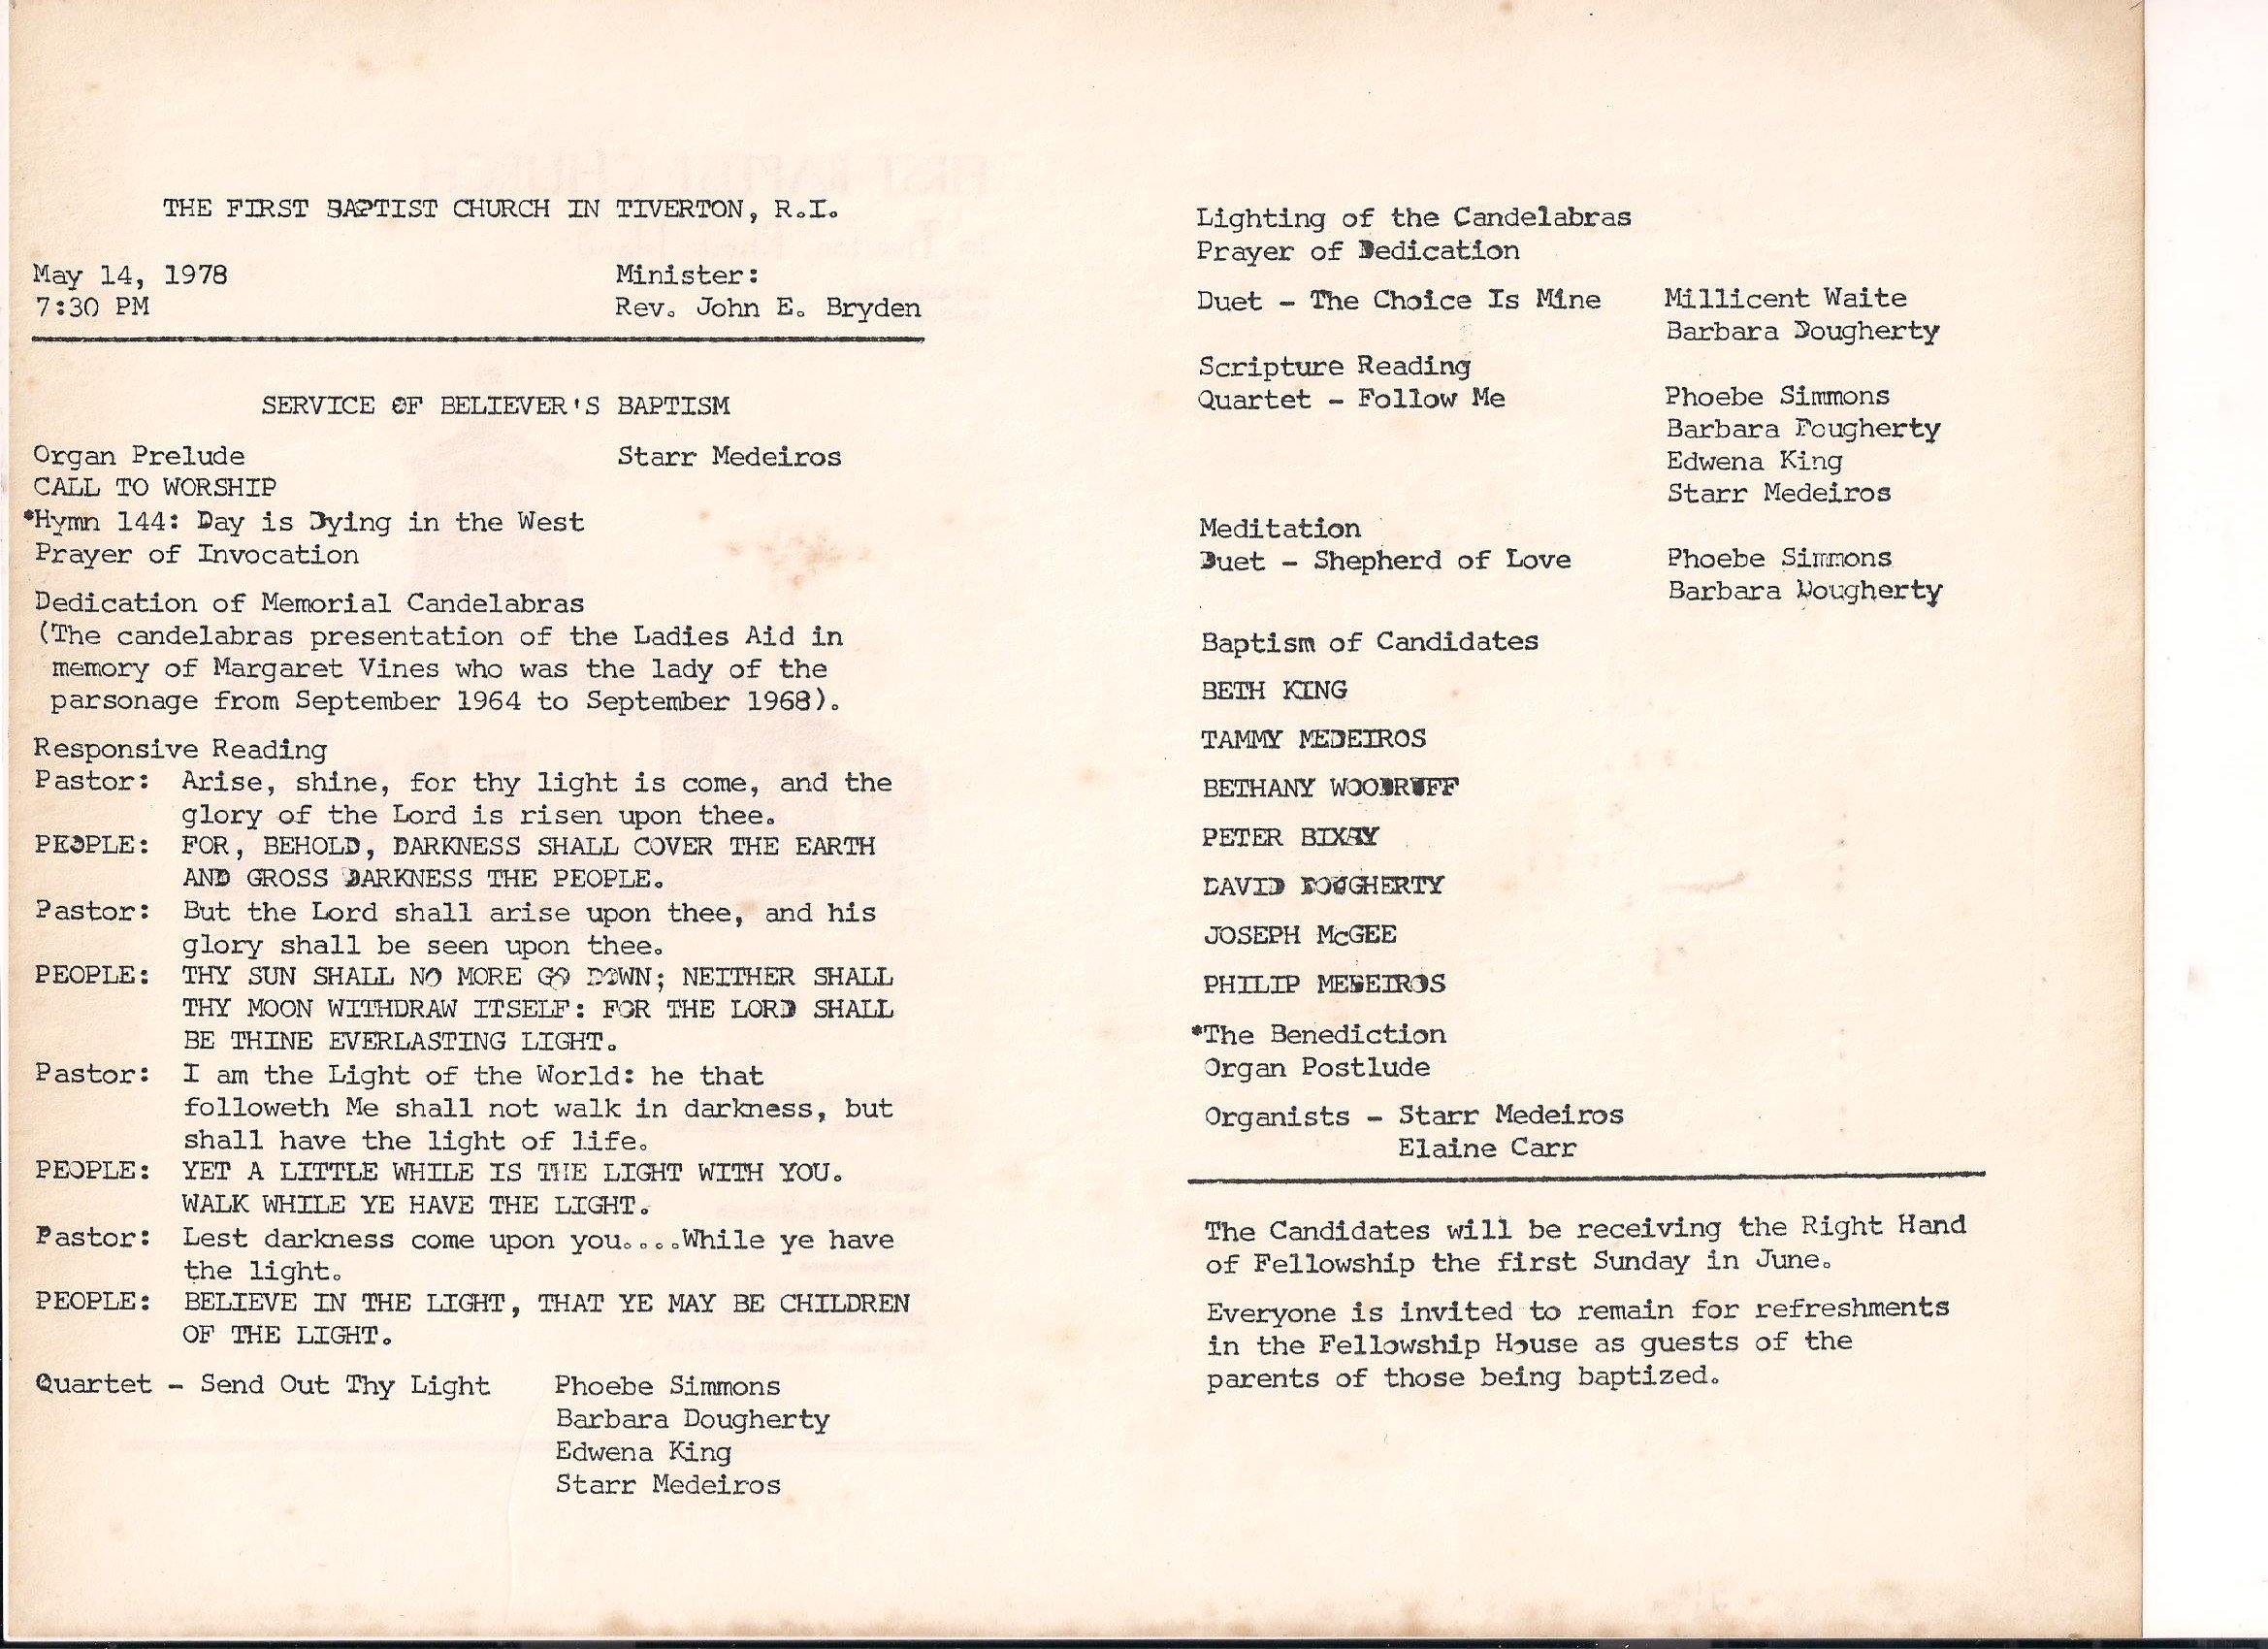 THE FIRST BAPTIST CHURCH IN TIVERTON, R.I.
May 14, 1978 Minister:
7:30 PM Rev. John E. Bryden
SERVICE OF BELIEVER'S BAPTISM
Organ Prelude Starr Medeiros
CALL TO WORSHIP
*Hymn 144: Day is Dying in the West
Prayer of Invocation
Dedication of Memorial Candelabras
(The candelabras presentation of the Ladies Aid in
memory of Margaret Vines who was the lady of the
parsonage from September 1964 to September 1968).
Responsive Reading
Pastor: Arise, shine, for thy light is come, and the
glory of the Lord is risen upon thee.
PEOPLE: FOR, BEHOLD, DARKNESS SHALL COVER THE EARTH
AND GROSS DARKNESS THE PEOPLE.
Pastor: But the Lord shall arise upon thee, and his
glory shall be seen upon thee.
PEOPLE: THY SUN SHALL NO MORE GO DOWN; NEITHER SHALL
THY MOON WITHDRAW ITSELF: FOR THE LORD SHALL
BE THINE EVERLASTING LIGHT.
Pastor: I am the Light of the World: he that
followeth Me shall not walk in darkness, but
shall have the light of life.
PEOPLE: YET A LITTLE WHILE IS THE LIGHT WITH YOU.
WALK WHILE YE HAVE THE LIGHT.
Pastor: Lest darkness come upon you....While ye have
the light.
PEOPLE: BELIEVE IN THE LIGHT, THAT YE MAY BE CHILDREN
OF THE LIGHT.
Quartet - Send Out Thy Light Phoebe Simmons
Barbara Dougherty
Edwena King
Starr Medeiros
Lighting of the Candelabras
Prayer of Dedication
Duet - The Choice Is Mine Millicent Waite
Barbara Dougherty
Scripture Reading
Quartet - Follow Me Phoebe Simmons
Barbara Dougherty
Edwena King
Starr Medeiros
Meditation
Duet - Shepherd of Love Phoebe Simmons
Barbara Dougherty
Baptism of Candidates
BETH KING
TAMMY MEDEIROS
BETHANY WOODRUFF
PETER BIXBY
DAVID DOUGHERTY
JOSEPH McGEE
PHILIP MEDEIROS
*The Benediction
Organ Postlude
Organists - Starr Medeiros
Elaine Carr
The Candidates will be receiving the Right Hand
of Fellowship the first Sunday in June.
Everyone is invited to remain for refreshments
in the Fellowship House as guests of the
parents of those being baptized.